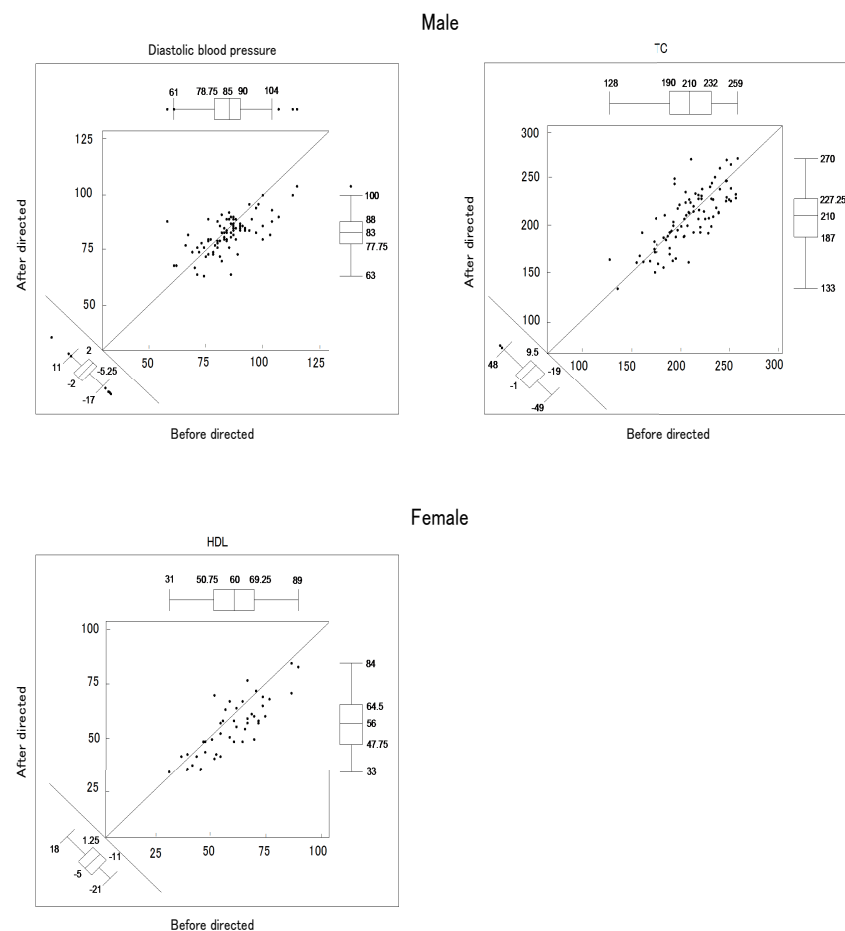 Male
Diastolic blood pressure
61 78.75 85 90 104
125
100
75
50
After directed
100
88
83
77.75
63
2
11 -2 -5.25
-17
50 75 100 125
Before directed
TC
128 190 210 232 259
300
250
200
150
100
After directed
270
227.25
210
187
133
9.5
48 -1 -19
-49
100 150 200 250 300
Before directed
Female
HDL
31 50.75 60 69.25 89
100
75
50
25
After directed
84
64.5
56
47.75
33
1.25
18 -5 -11
-21
25 50 75 100
Before directed